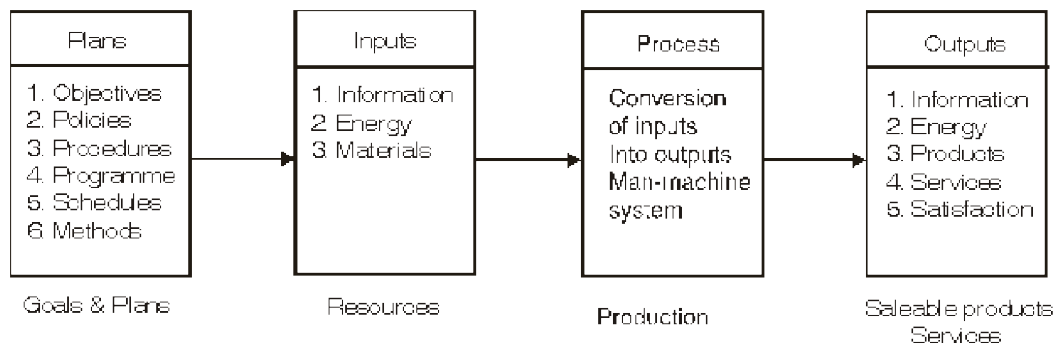 Plans
1. Objectives
2. Policies
3. Procedures
4. Programme
5. Schedules
6. Methods
Goals & Plans
Inputs
1. Information
2. Energy
3. Materials
Resources
Process
Conversion
of inputs
Into outputs
Man-machine
system
Production
Outputs
1. Information
2. Energy
3. Products
4. Services
5. Satisfaction
Saleable products
Services